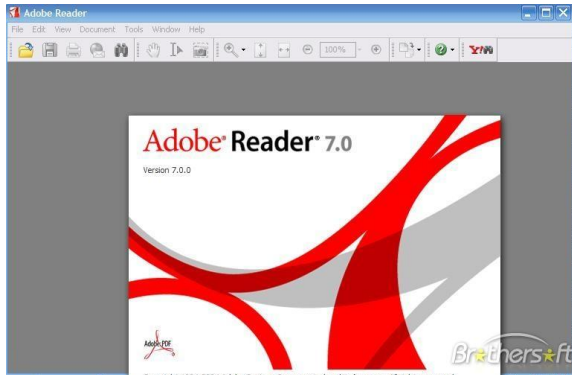 Adobe Reader
File Edit View Document Tools Window Help
100%
Y!
Adobe® Reader® 7.0
Version 7.0.0
Adobe PDF
Brothersoft